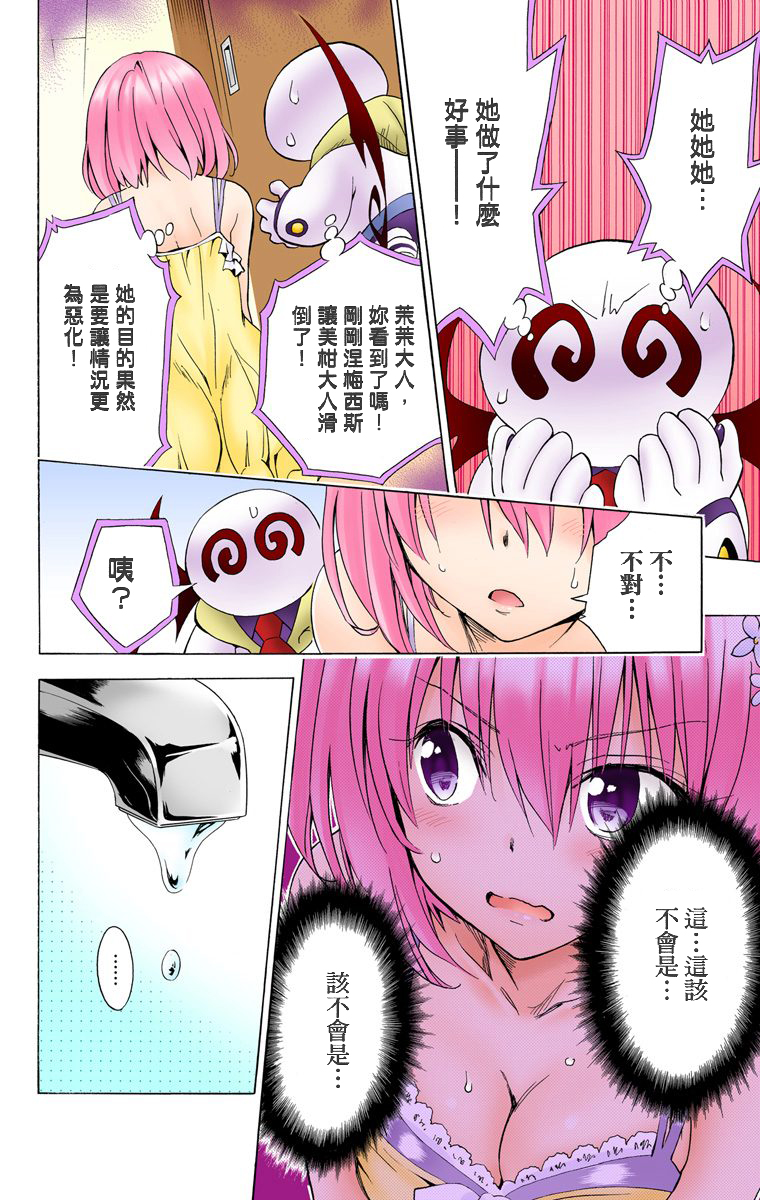 她她她…
她做了什麼
好事——！
茉茉大人，
妳看到了嗎！
剛剛涅梅西斯
讓美柑大人滑
倒了！
她的目的果然
是要讓情況更
為惡化！
不…
不對…
咦？
這…這該
不會是…
該不會是…
……